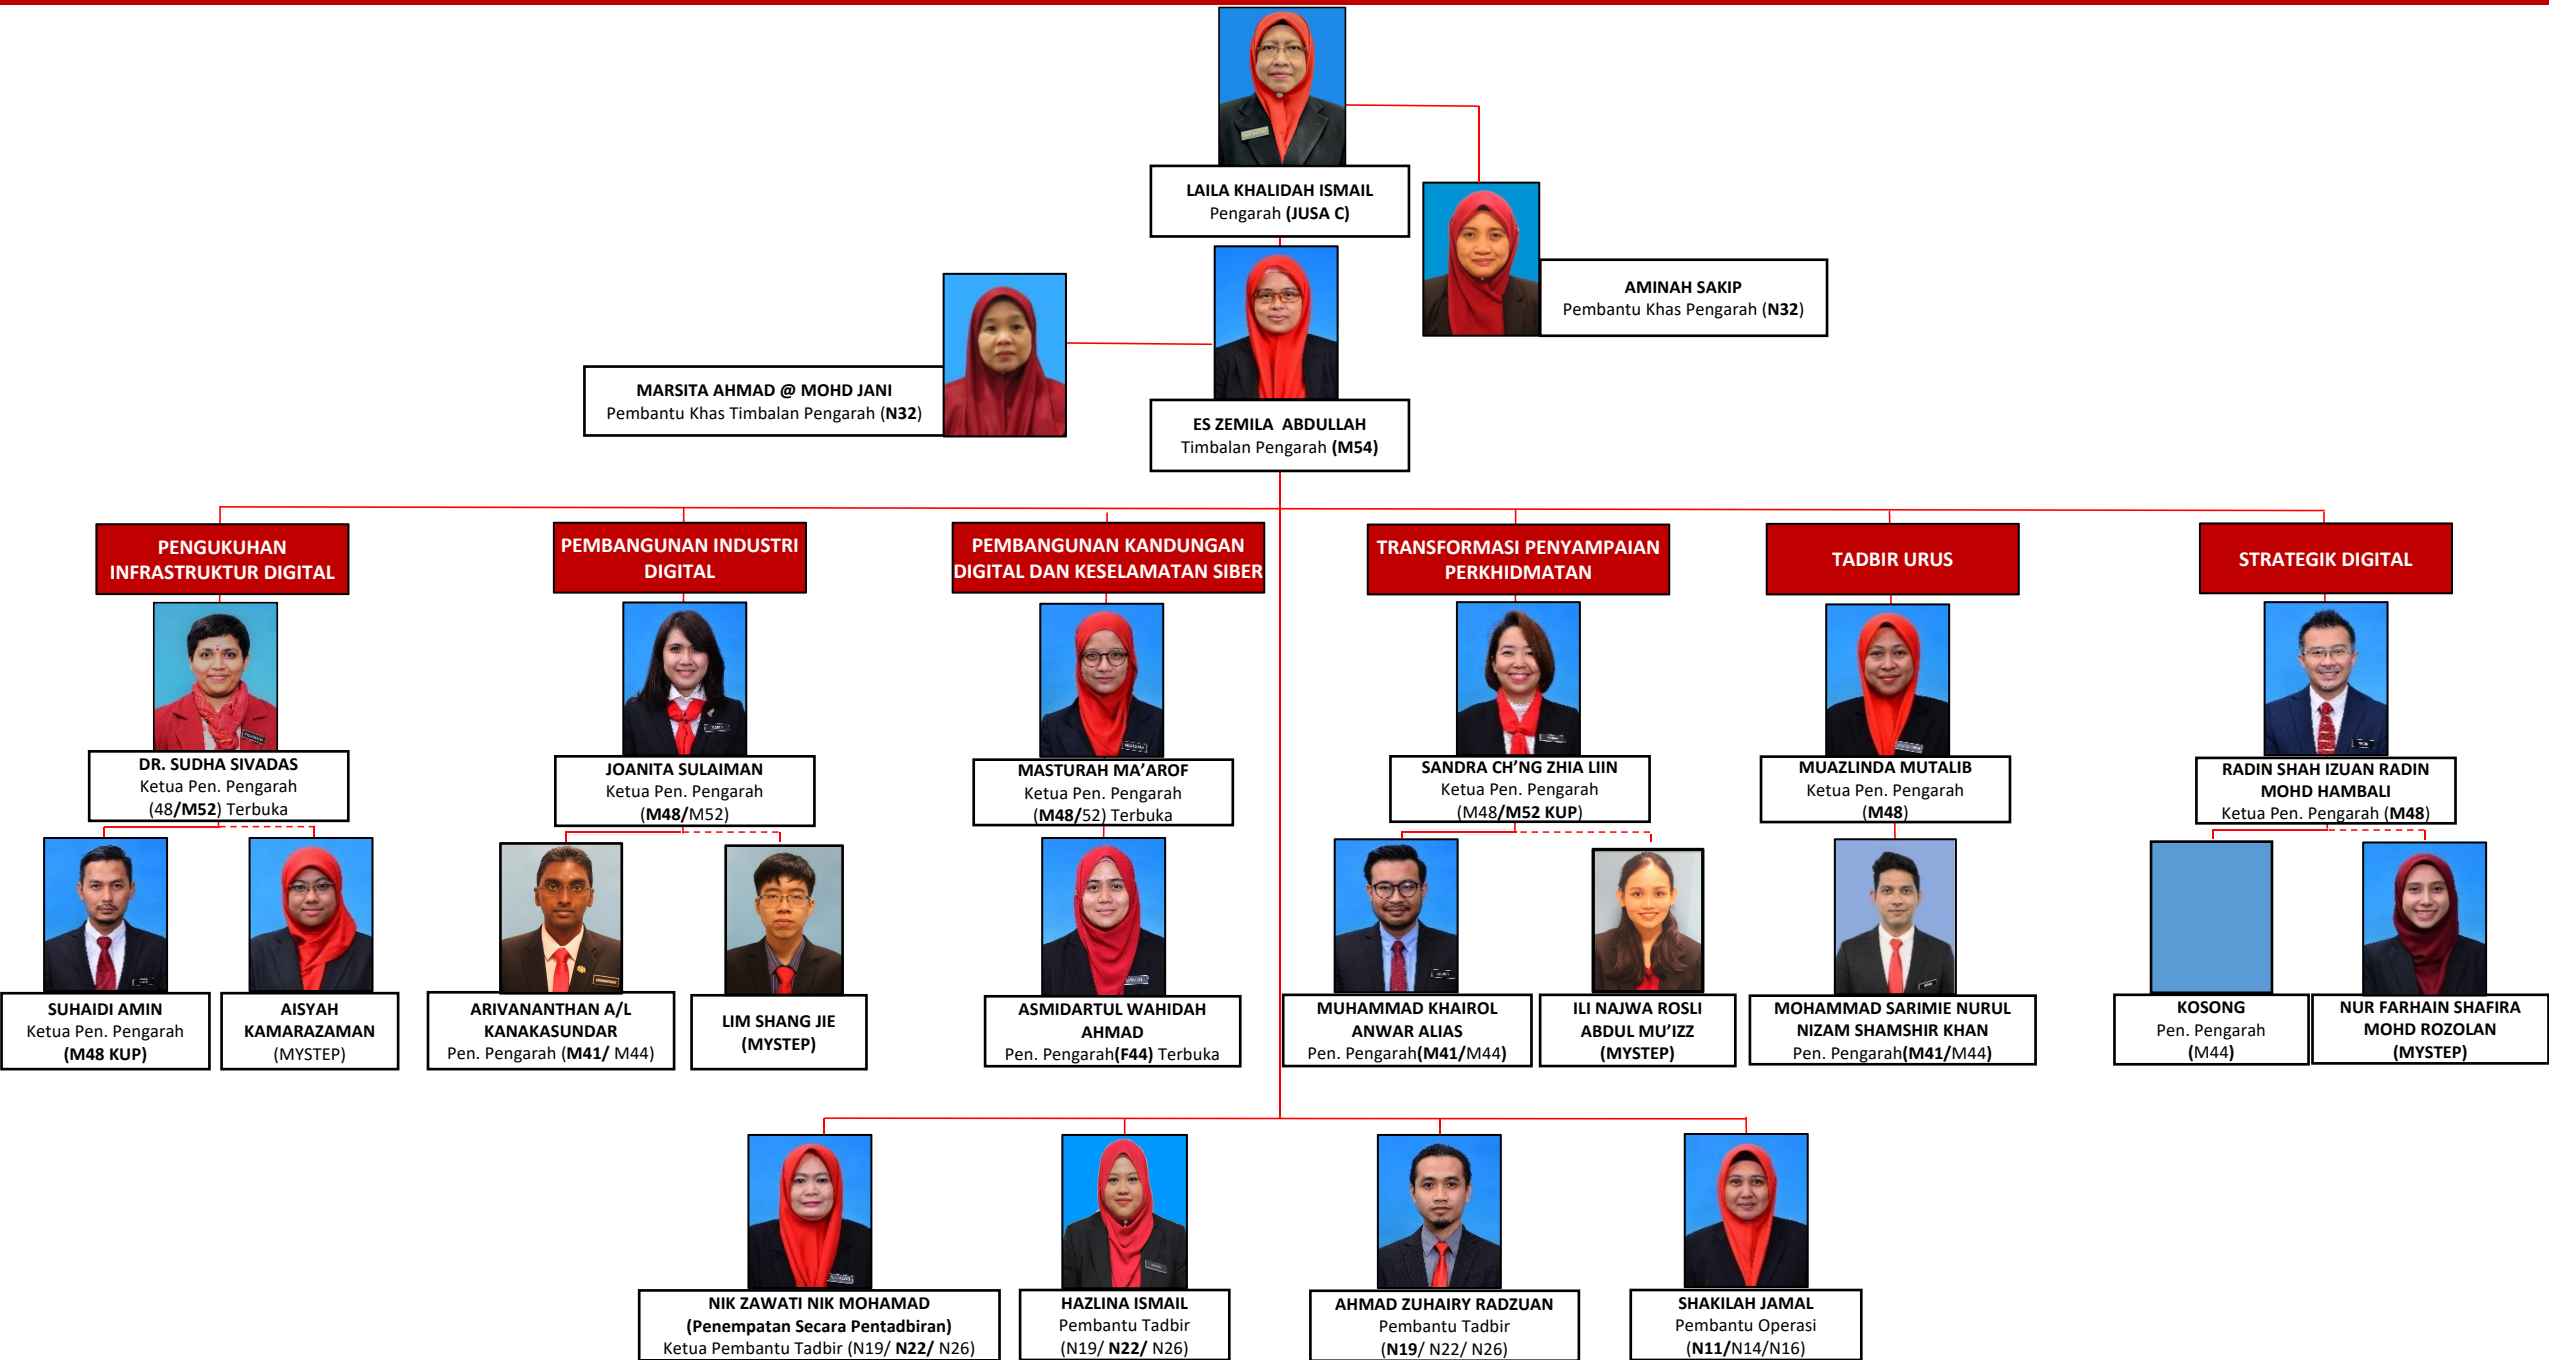 LAILA KHALIDAH ISMAIL
Pengarah (JUSA C)
AMINAH SAKIP
Pembantu Khas Pengarah (N32)
MARSITA AHMAD @ MOHD JANI
Pembantu Khas Timbalan Pengarah (N32)
ES ZEMILA ABDULLAH
Timbalan Pengarah (M54)
PENGUKUHAN
INFRASTRUKTUR DIGITAL
PEMBANGUNAN INDUSTRI
DIGITAL
PEMBANGUNAN KANDUNGAN
DIGITAL DAN KESELAMATAN SIBER
TRANSFORMASI PENYAMPAIAN
PERKHIDMATAN
TADBIR URUS
STRATEGIK DIGITAL
DR. SUDHA SIVADAS
Ketua Pen. Pengarah
(48/M52) Terbuka
JOANITA SULAIMAN
Ketua Pen. Pengarah
(M48/M52)
MASTURAH MA’AROF
Ketua Pen. Pengarah
(M48/52) Terbuka
SANDRA CH’NG ZHIA LIIN
Ketua Pen. Pengarah
(M48/M52 KUP)
MUAZLINDA MUTALIB
Ketua Pen. Pengarah
(M48)
RADIN SHAH IZUAN RADIN
MOHD HAMBALI
Ketua Pen. Pengarah (M48)
SUHAIDI AMIN
Ketua Pen. Pengarah
(M48 KUP)
AISYAH
KAMARAZAMAN
(MYSTEP)
ARIVANANTHAN A/L
KANAKASUNDAR
Pen. Pengarah (M41/ M44)
LIM SHANG JIE
(MYSTEP)
ASMIDARTUL WAHIDAH
AHMAD
Pen. Pengarah(F44) Terbuka
MUHAMMAD KHAIROL
ANWAR ALIAS
Pen. Pengarah(M41/M44)
ILI NAJWA ROSLI
ABDUL MU’IZZ
(MYSTEP)
MOHAMMAD SARIMIE NURUL
NIZAM SHAMSHIR KHAN
Pen. Pengarah(M41/M44)
KOSONG
Pen. Pengarah
(M44)
NUR FARHAIN SHAFIRA
MOHD ROZOLAN
(MYSTEP)
NIK ZAWATI NIK MOHAMAD
(Penempatan Secara Pentadbiran)
Ketua Pembantu Tadbir (N19/ N22/ N26)
HAZLINA ISMAIL
Pembantu Tadbir
(N19/ N22/ N26)
AHMAD ZUHAIRY RADZUAN
Pembantu Tadbir
(N19/ N22/ N26)
SHAKILAH JAMAL
Pembantu Operasi
(N11/N14/N16)